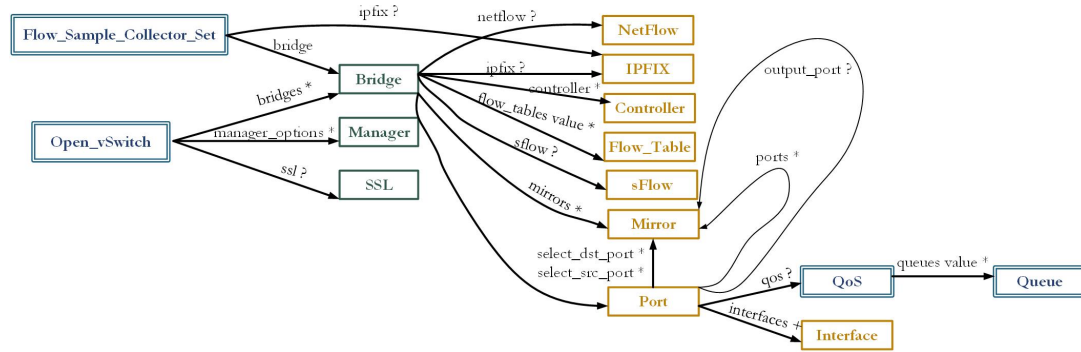 ipfix ?
netflow ?
Flow_Sample_Collector_Set
NetFlow
bridge
IPFIX
output_port ?
Bridge
ipfix ?
bridges *
controller *
Controller
flow_tables value *
Manager
manager_options *
Open_vSwitch
Flow_Table
sflow ?
ports *
ssl ?
SSL
sFlow
mirrors *
Mirror
select_dst_port *
select_src_port *
queues value *
qos ?
QoS
Queue
Port
interfaces +
Interface